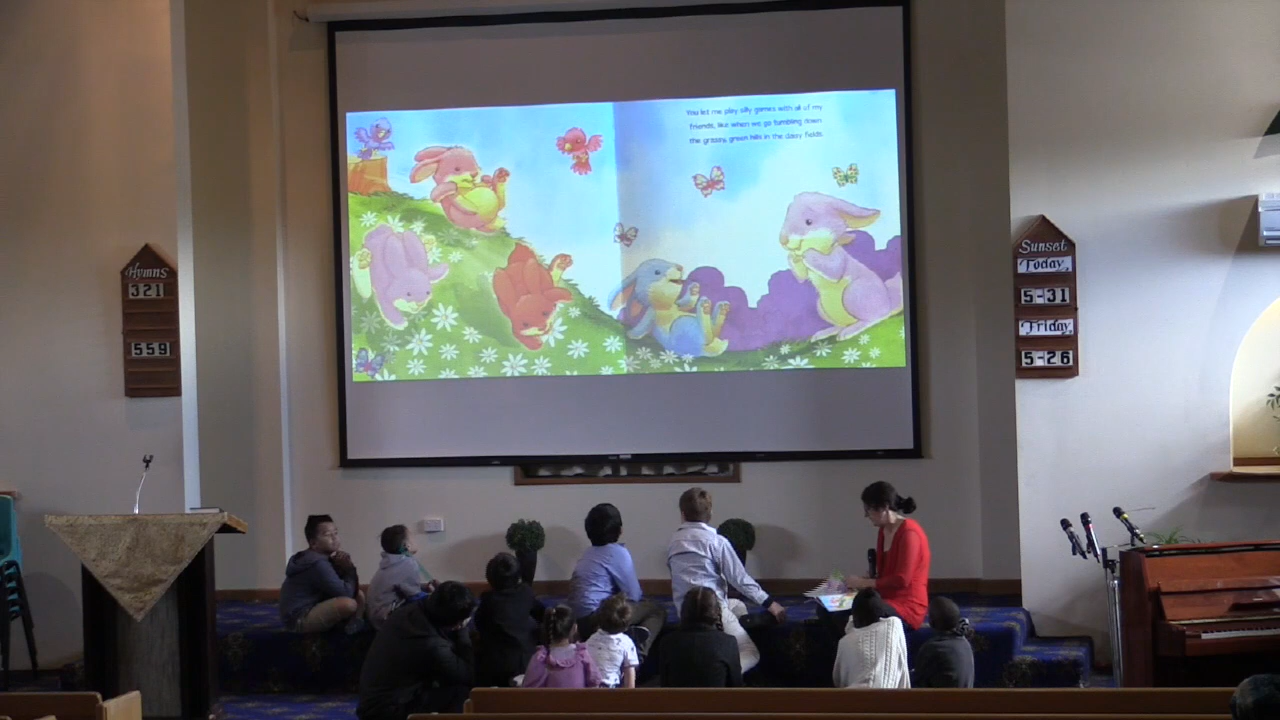 You let me play silly games with all of my
friends, like when we go tumbling down
the grassy, green hills in the daisy fields.
Hymns
321
559
Sunset
Today,
5-31
Friday,
5-26